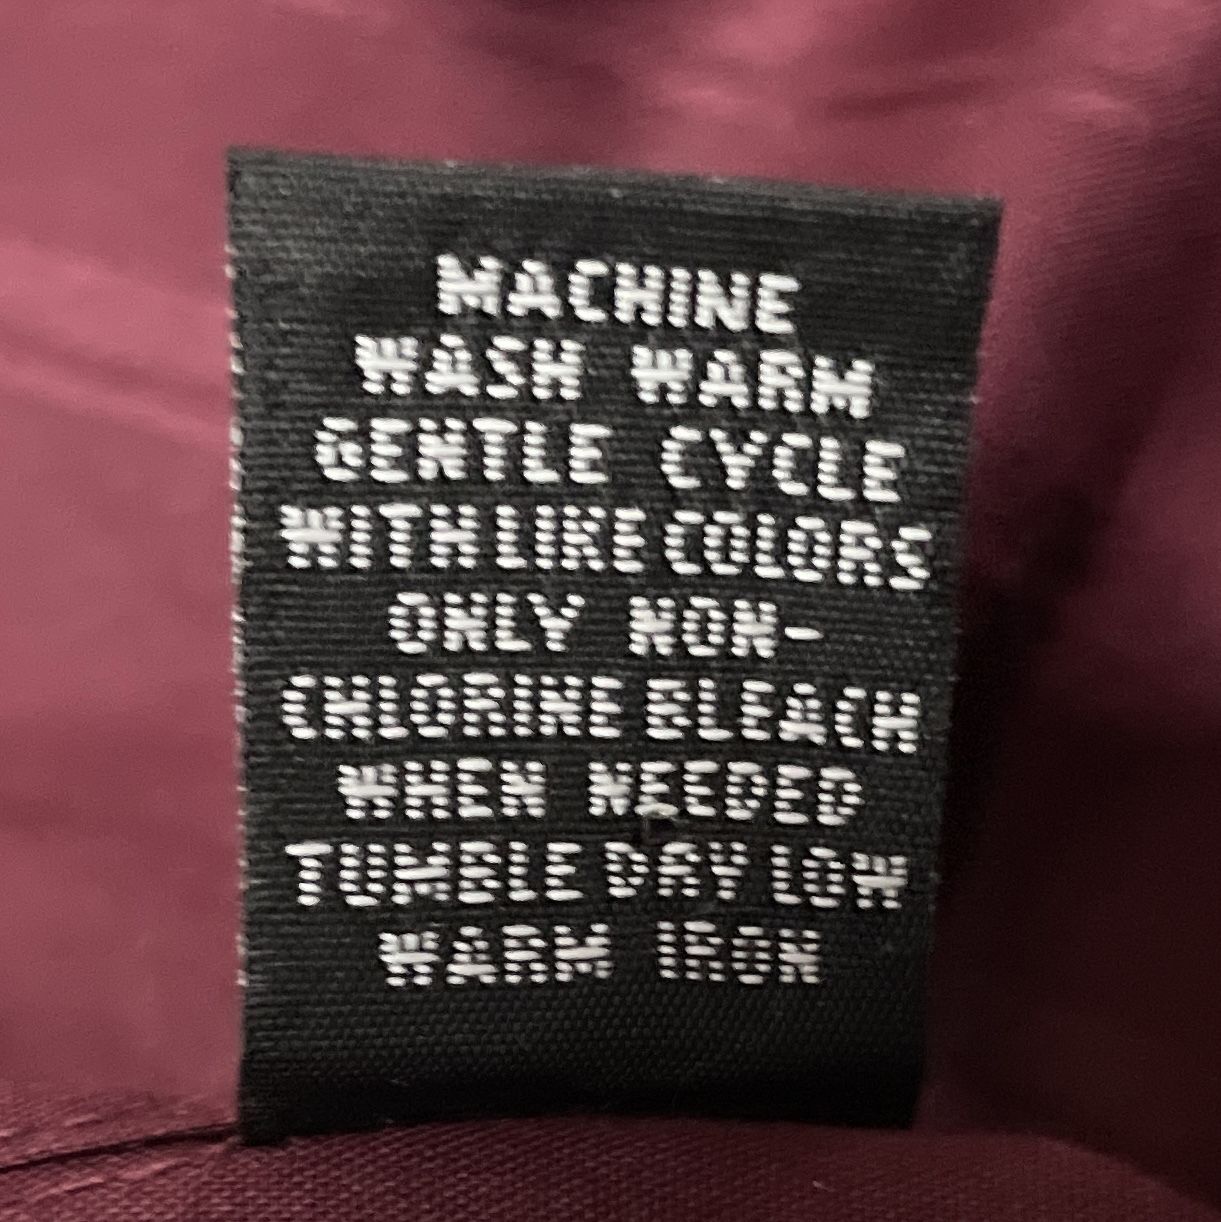 MACHINE
WASH WARM
GENTLE CYCLE
WITH LIKE COLORS
ONLY NON-
CHLORINE BLEACH
WHEN NEEDED
TUMBLE DRY LOW
WARM IRON